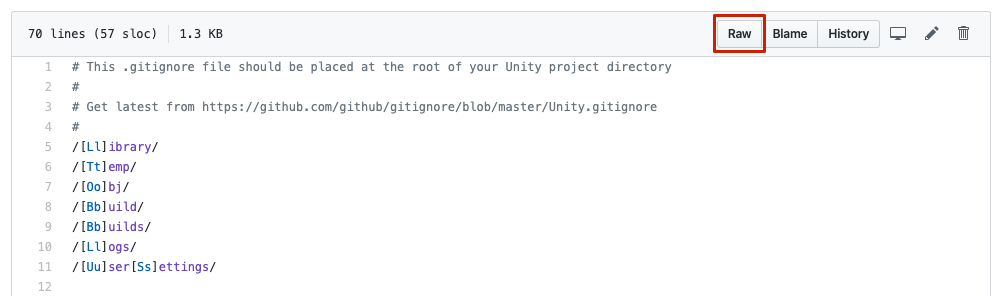 70 lines (57 sloc) 1.3 KB Raw Blame History
1 # This .gitignore file should be placed at the root of your Unity project directory
2 #
3 # Get latest from https://github.com/github/gitignore/blob/master/Unity.gitignore
4 #
5 /[Ll]ibrary/
6 /[Tt]emp/
7 /[Oo]bj/
8 /[Bb]uild/
9 /[Bb]uilds/
10 /[Ll]ogs/
11 /[Uu]ser[Ss]ettings/
12